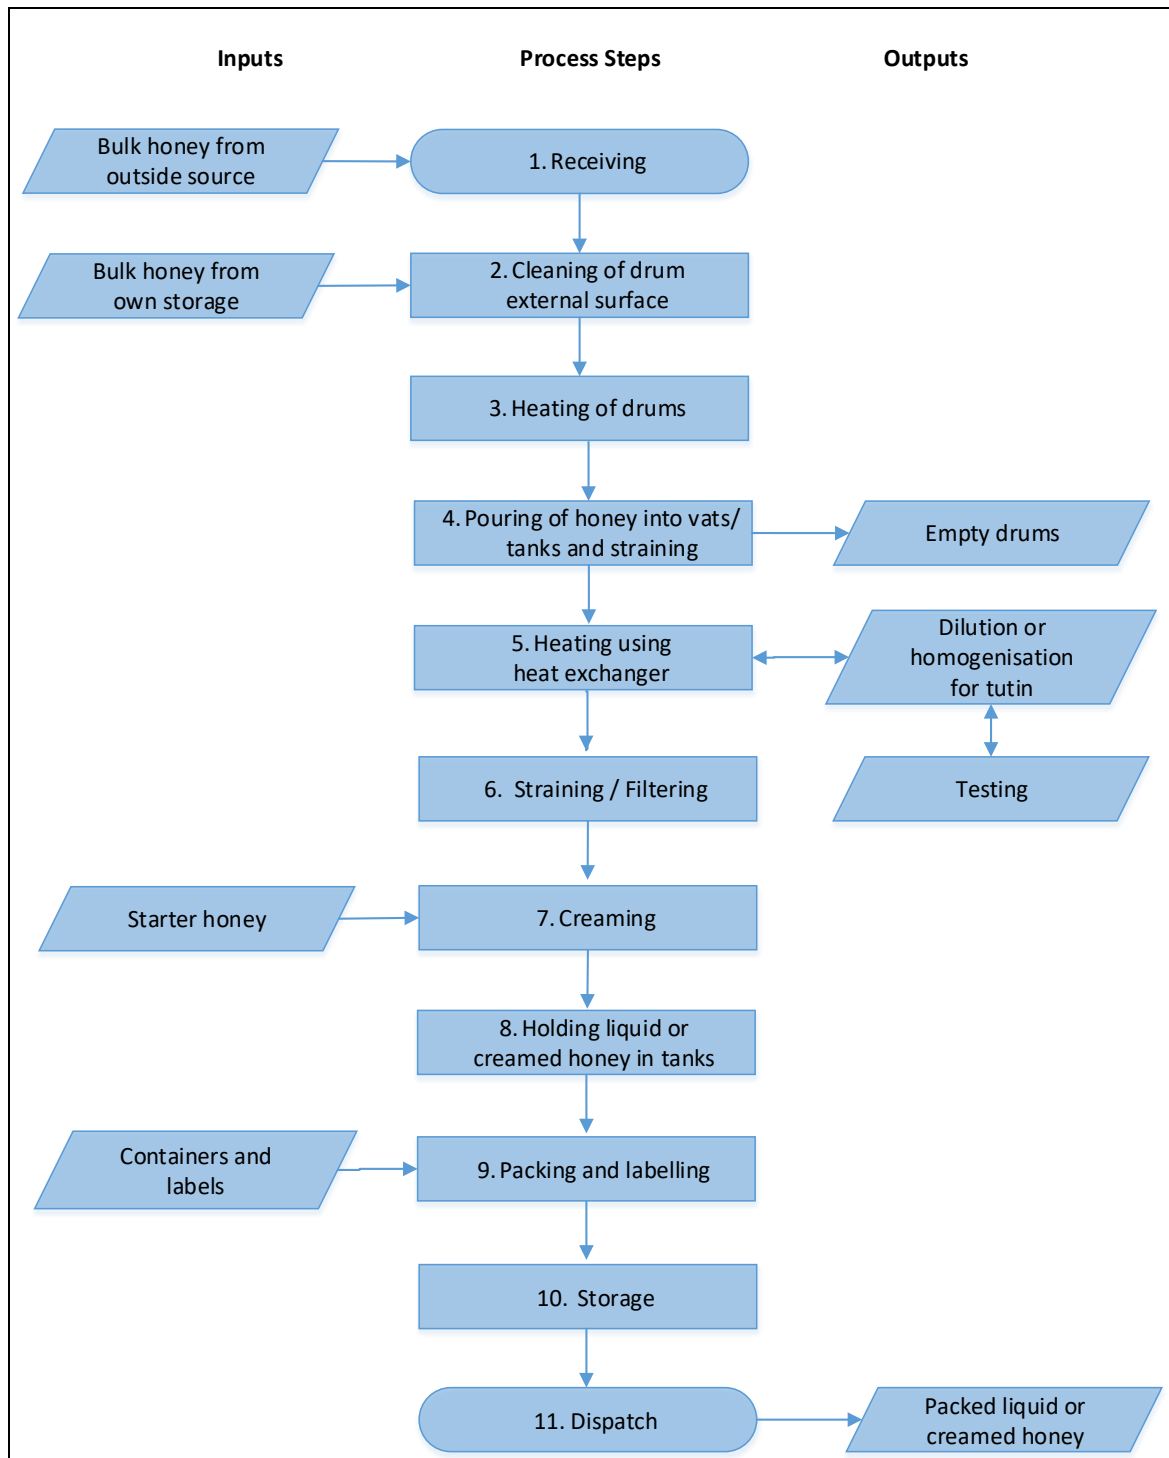 Inputs
Process Steps
Outputs
Bulk honey from
outside source
1. Receiving
Bulk honey from
own storage
2. Cleaning of drum
external surface
3. Heating of drums
4. Pouring of honey into vats/
tanks and straining
Empty drums
5. Heating using
heat exchanger
Dilution or
homogenisation
for tutin
6. Straining / Filtering
Testing
Starter honey
7. Creaming
8. Holding liquid or
creamed honey in tanks
Containers and
labels
9. Packing and labelling
10. Storage
11. Dispatch
Packed liquid or
creamed honey